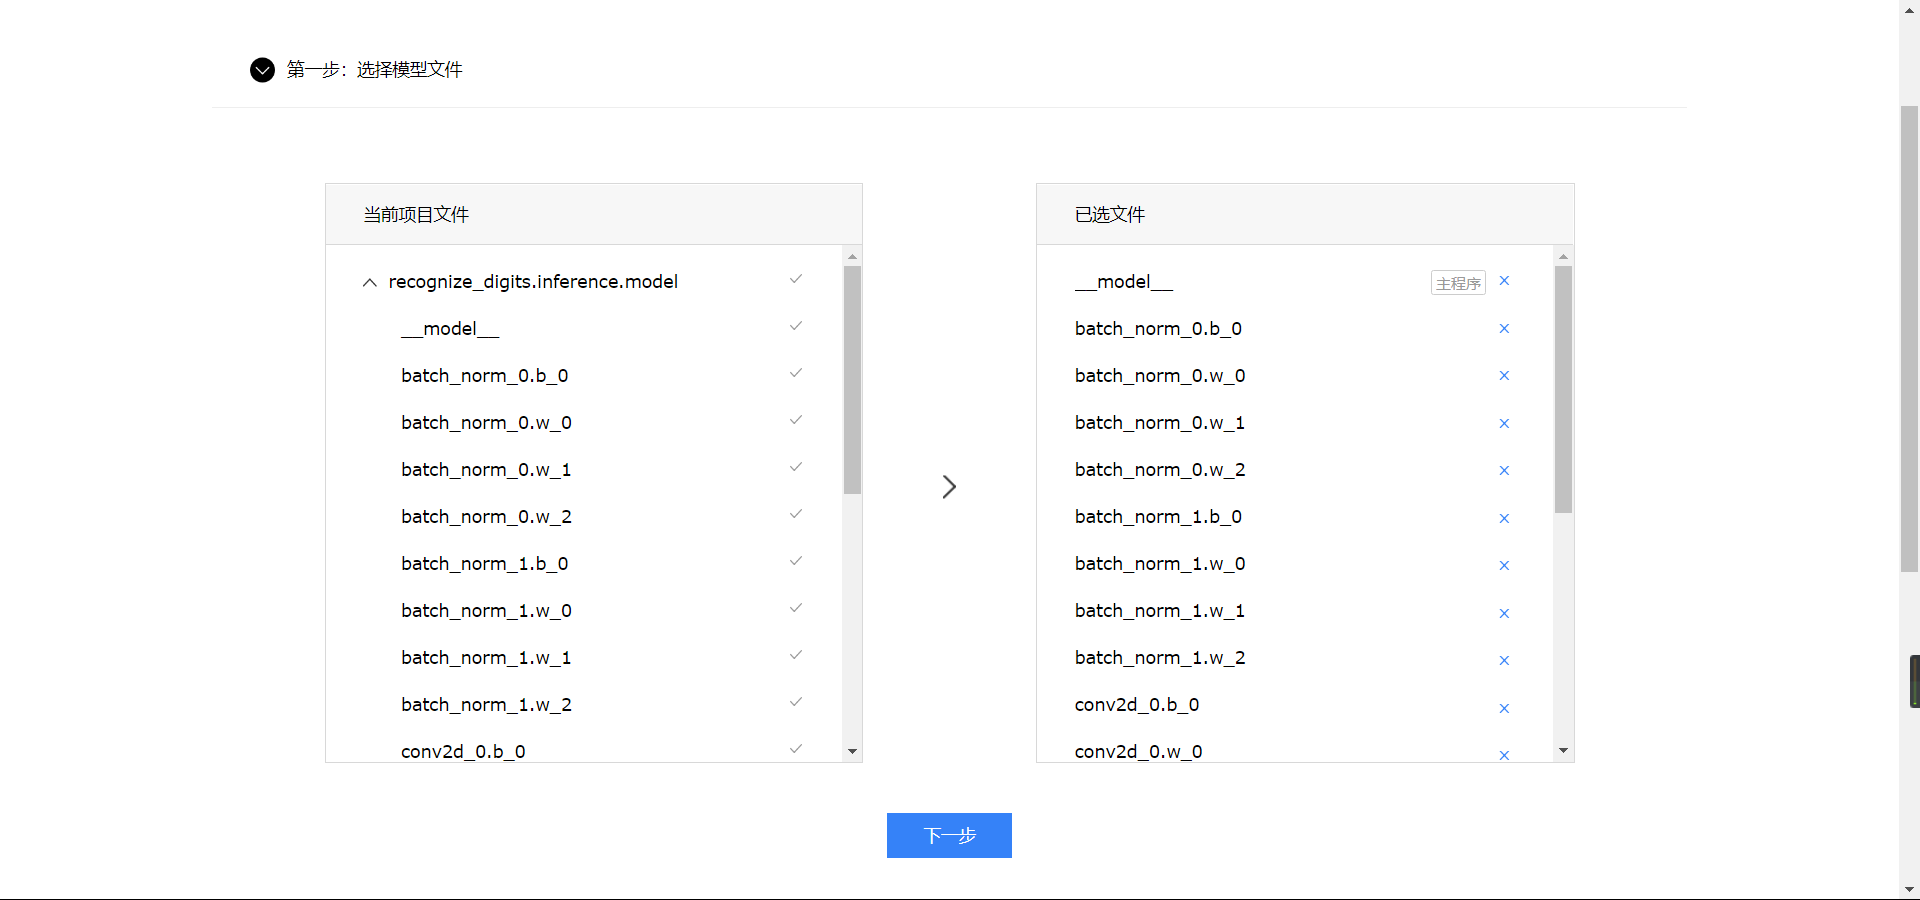 第一步：选择模型文件
当前项目文件
recognize_digits.inference.model
__model__
batch_norm_0.b_0
batch_norm_0.w_0
batch_norm_0.w_1
batch_norm_0.w_2
batch_norm_1.b_0
batch_norm_1.w_0
batch_norm_1.w_1
batch_norm_1.w_2
conv2d_0.b_0
已选文件
__model__ 主程序
batch_norm_0.b_0
batch_norm_0.w_0
batch_norm_0.w_1
batch_norm_0.w_2
batch_norm_1.b_0
batch_norm_1.w_0
batch_norm_1.w_1
batch_norm_1.w_2
conv2d_0.b_0
conv2d_0.w_0
下一步